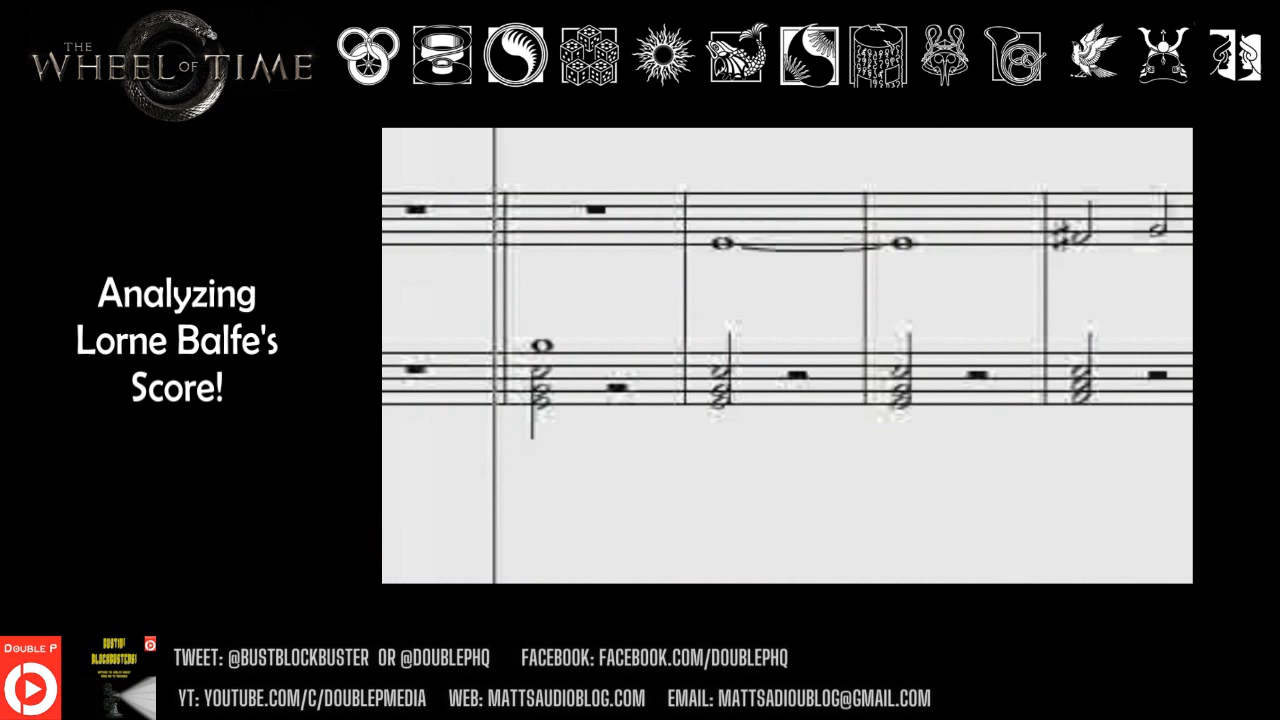 THE
WHEEL OF TIME
Analyzing
Lorne Balfe's
Score!
DOUBLE P
BUSTIN'
BLOCKBUSTERS!
TWEET: @BUSTBLOCKBUSTER OR @DOUBLEPHQ FACEBOOK: FACEBOOK.COM/DOUBLEPHQ
YT: YOUTUBE.COM/C/DOUBLEPMEDIA WEB: MATTSAUDIOBLOG.COM EMAIL: MATTSADIOUBLOG@GMAIL.COM